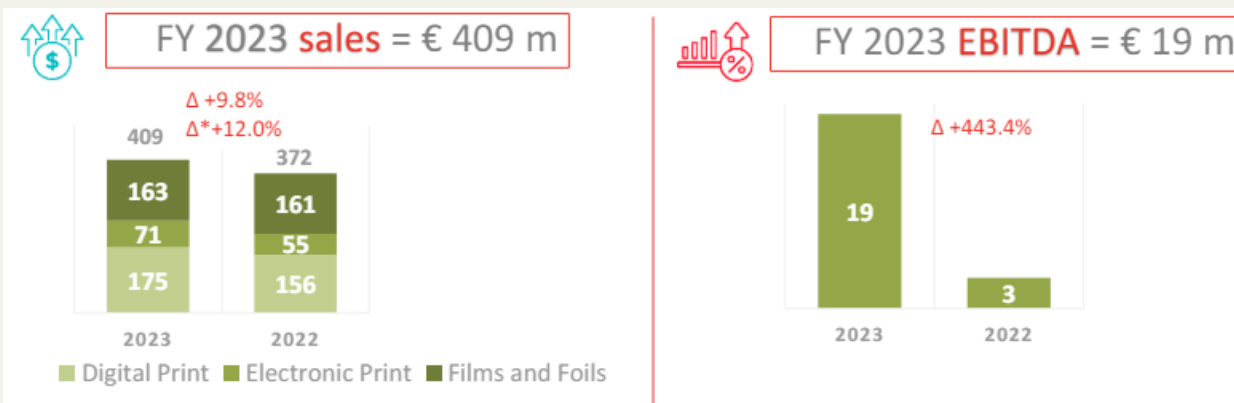 FY 2023 sales = € 409 m
$
Δ +9.8%
Δ*+12.0%
409
372
163
161
71
55
175
156
2023
2022
Digital Print
Electronic Print
Films and Foils
FY 2023 EBITDA = € 19 m
%
Δ +443.4%
19
3
2023
2022